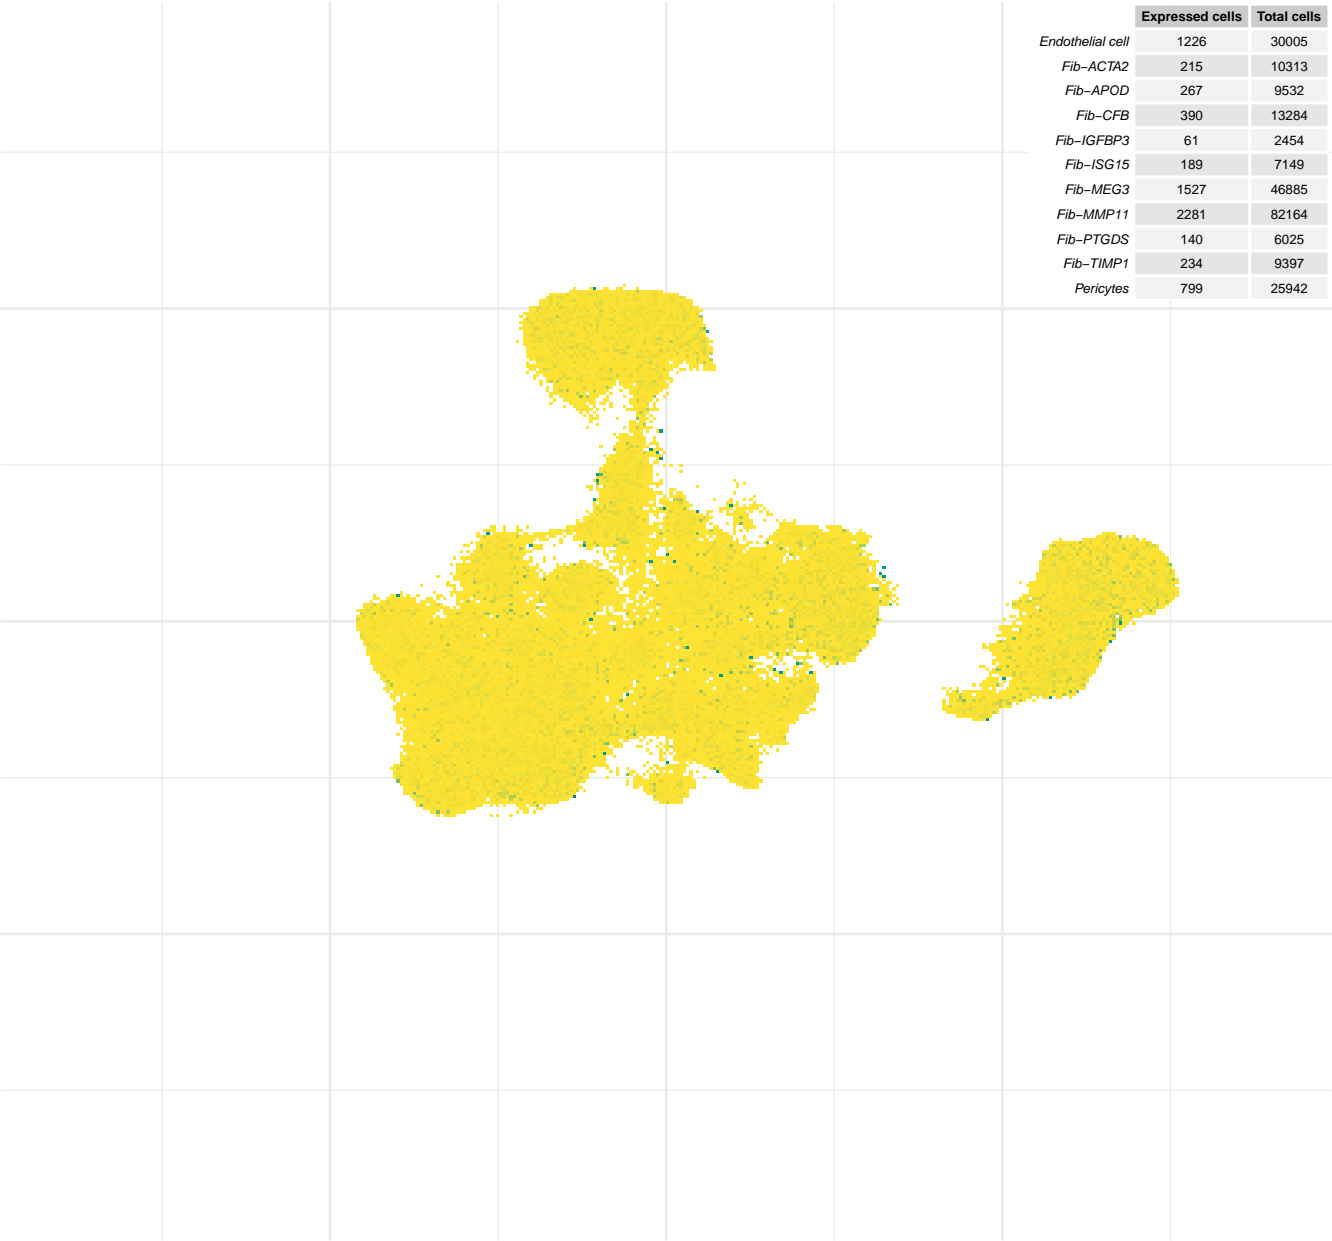 Expressed cells Total cells
Endothelial cell 1226 30005
Fib−ACTA2 215 10313
Fib−APOD 267 9532
Fib−CFB 390 13284
Fib−IGFBP3 61 2454
Fib−ISG15 189 7149
Fib−MEG3 1527 46885
Fib−MMP11 2281 82164
Fib−PTGDS 140 6025
Fib−TIMP1 234 9397
Pericytes 799 25942